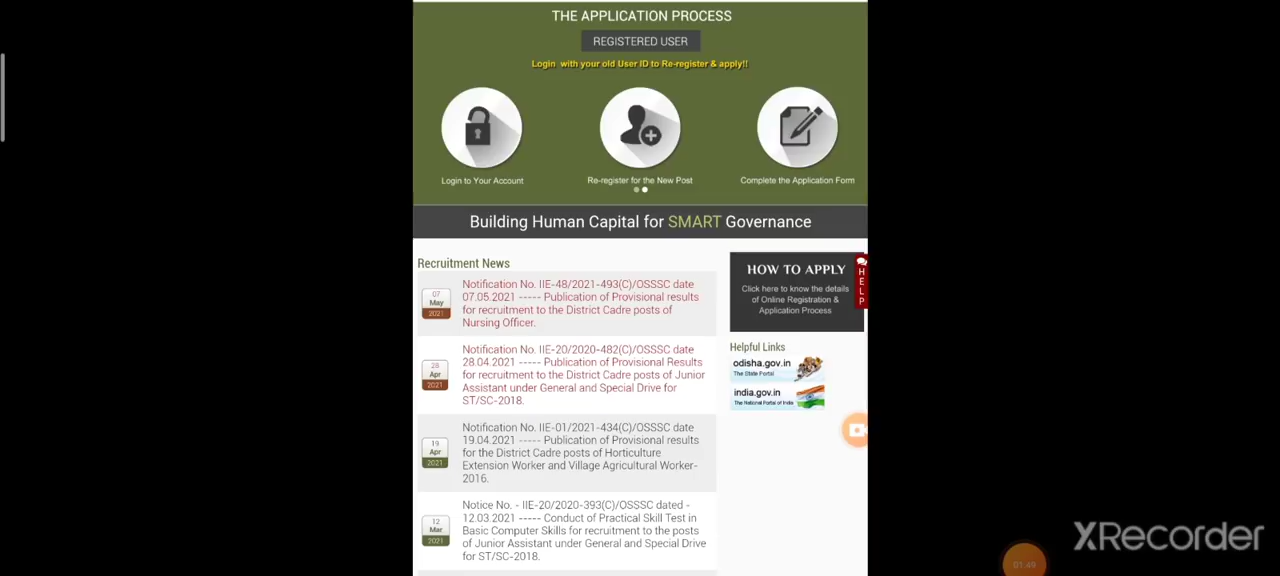 THE APPLICATION PROCESS
REGISTERED USER
Login with your old User ID to Re-register & apply!!
Login to Your Account
Re-register for the New Post
Complete the Application Form
Building Human Capital for SMART Governance
Recruitment News
07
May
2021
Notification No. IIE-48/2021-493(C)/OSSSC date
07.05.2021 ----- Publication of Provisional results
for recruitment to the District Cadre posts of
Nursing Officer.
28
Apr
2021
Notification No. IIE-20/2020-482(C)/OSSSC date
28.04.2021 ----- Publication of Provisional Results
for recruitment to the District Cadre posts of Junior
Assistant under General and Special Drive for
ST/SC-2018.
19
Apr
2021
Notification No. IIE-01/2021-434(C)/OSSSC date
19.04.2021 ----- Publication of Provisional results
for the District Cadre posts of Horticulture
Extension Worker and Village Agricultural Worker-
2016.
12
Mar
2021
Notice No. - IIE-20/2020-393(C)/OSSSC dated -
12.03.2021 ----- Conduct of Practical Skill Test in
Basic Computer Skills for recruitment to the posts
of Junior Assistant under General and Special Drive
for ST/SC-2018.
HOW TO APPLY
Click here to know the details
of Online Registration &
Application Process
HELP
Helpful Links
odisha.gov.in
The State Portal
india.gov.in
The National Portal of India
XRecorder
01:49